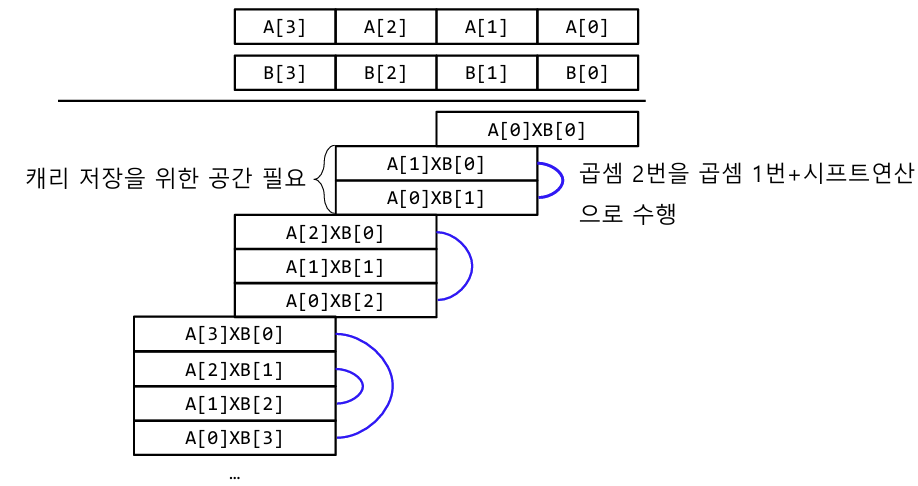 A[3] A[2] A[1] A[0]
B[3] B[2] B[1] B[0]
A[0]XB[0]
A[1]XB[0]
A[0]XB[1]
캐리 저장을 위한 공간 필요
곱셈 2번을 곱셈 1번+시프트연산
으로 수행
A[2]XB[0]
A[1]XB[1]
A[0]XB[2]
A[3]XB[0]
A[2]XB[1]
A[1]XB[2]
A[0]XB[3]
…